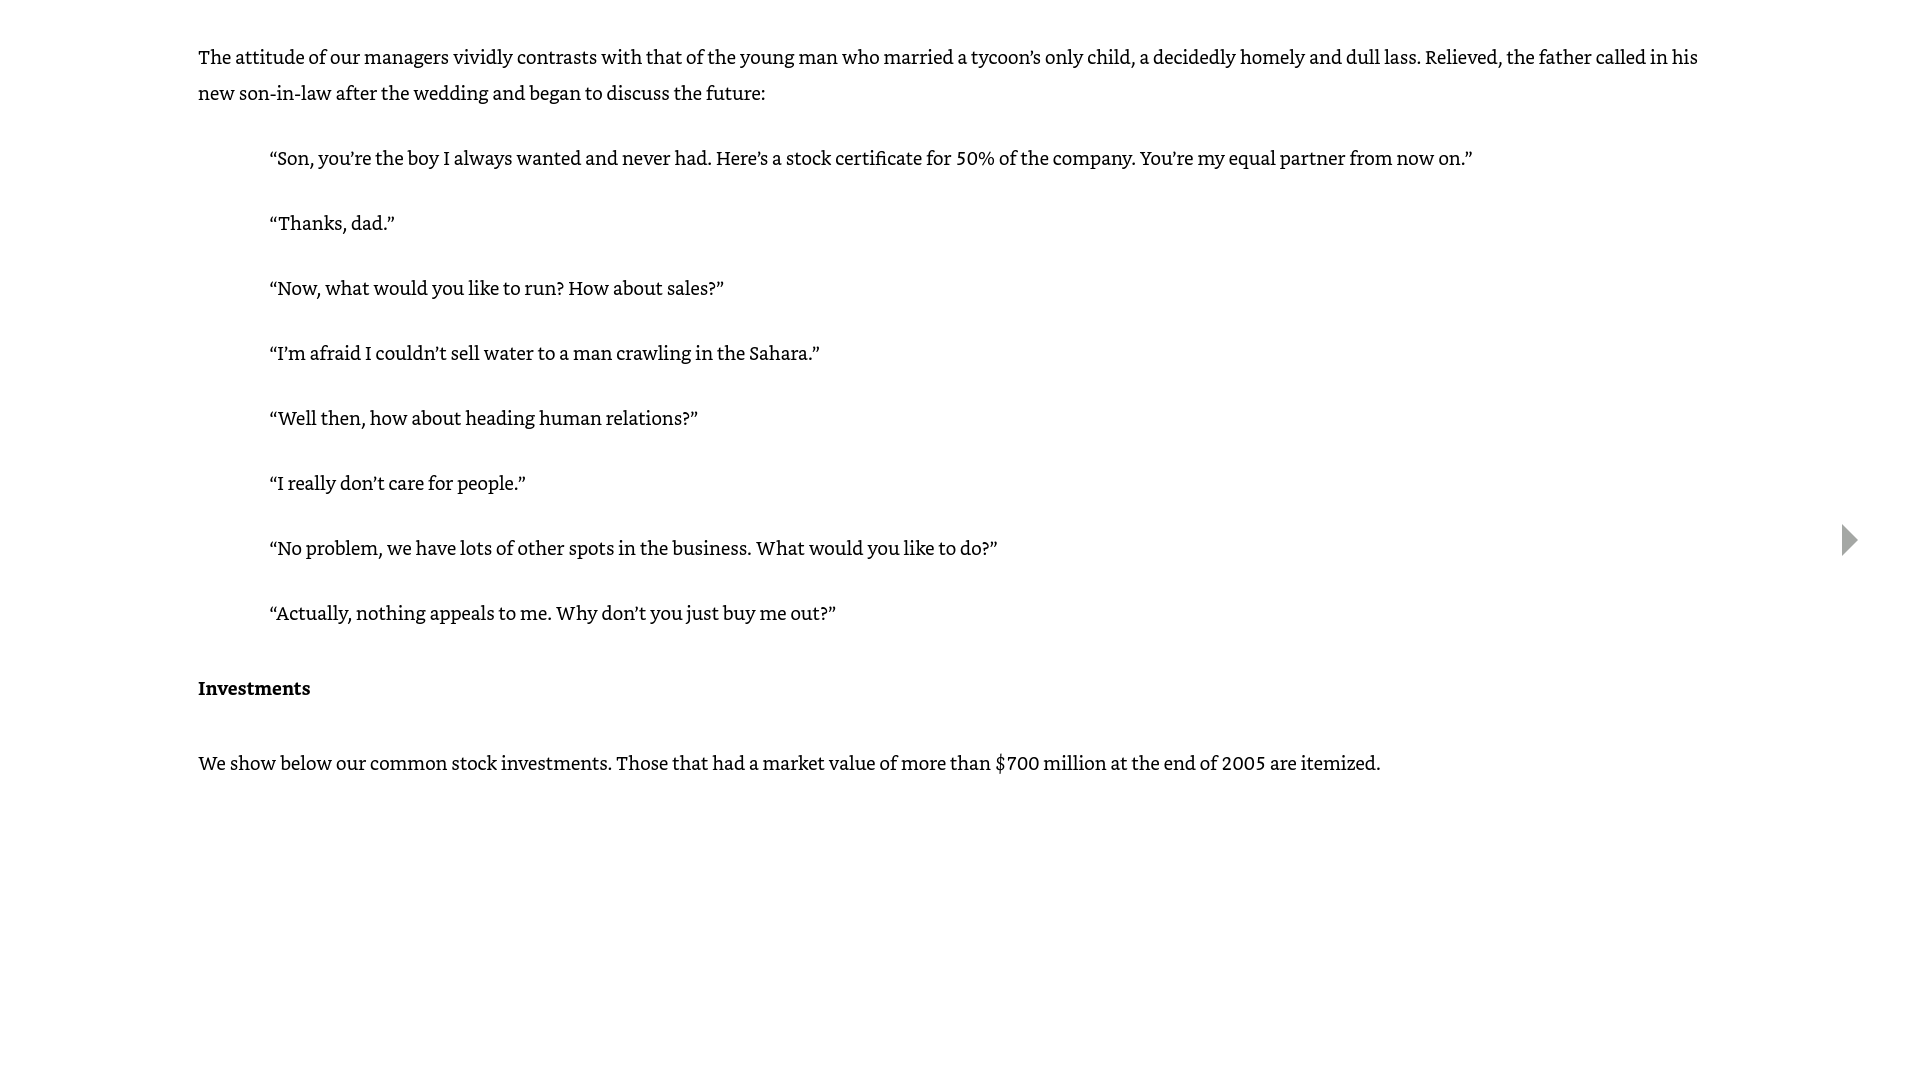 The attitude of our managers vividly contrasts with that of the young man who married a tycoon’s only child, a decidedly homely and dull lass. Relieved, the father called in his
new son-in-law after the wedding and began to discuss the future:
“Son, you’re the boy I always wanted and never had. Here’s a stock certificate for 50% of the company. You’re my equal partner from now on.”
“Thanks, dad.”
“Now, what would you like to run? How about sales?”
“I’m afraid I couldn’t sell water to a man crawling in the Sahara.”
“Well then, how about heading human relations?”
“I really don’t care for people.”
“No problem, we have lots of other spots in the business. What would you like to do?”
“Actually, nothing appeals to me. Why don’t you just buy me out?”
Investments
We show below our common stock investments. Those that had a market value of more than $700 million at the end of 2005 are itemized.